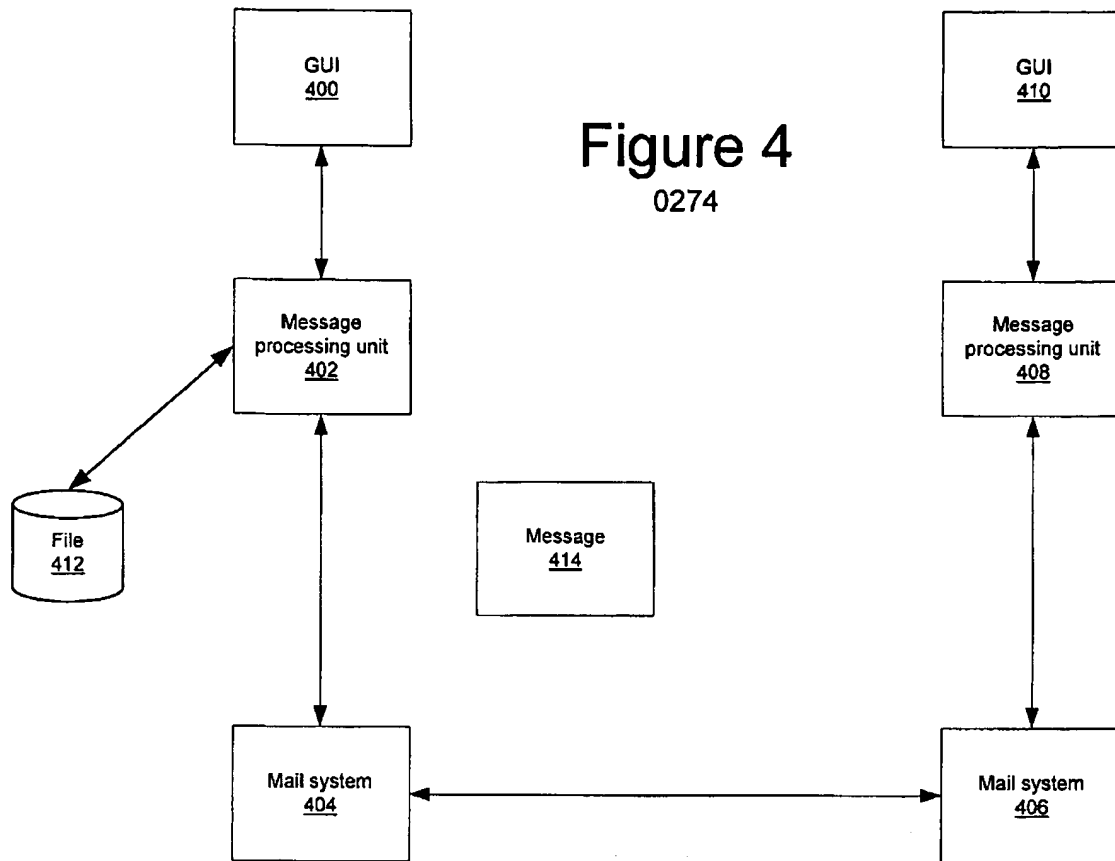 GUI
400
GUI
410
Figure 4
0274
Message
processing unit
402
Message
processing unit
408
File
412
Message
414
Mail system
404
Mail system
406